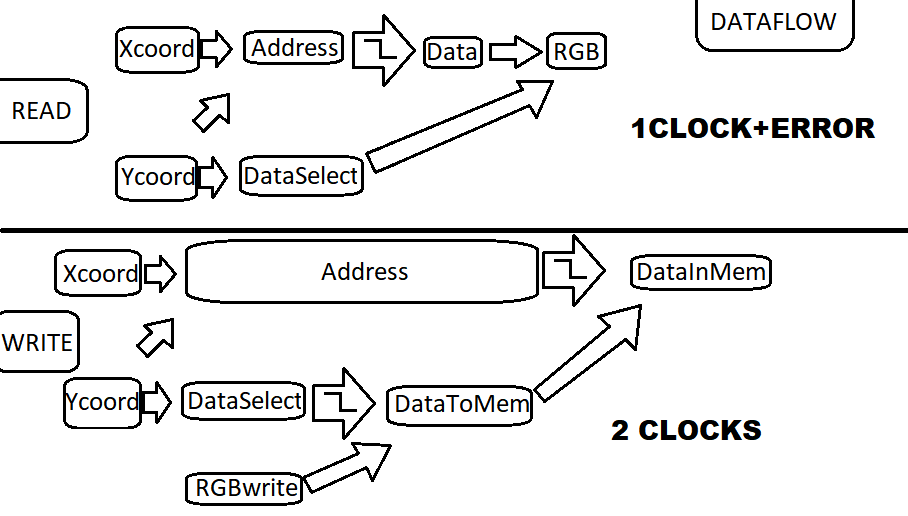 DATAFLOW
Xcoord
Address
Data
RGB
READ
1CLOCK+ERROR
Ycoord
DataSelect
Xcoord
Address
DataInMem
WRITE
Ycoord
DataSelect
DataToMem
2 CLOCKS
RGBwrite